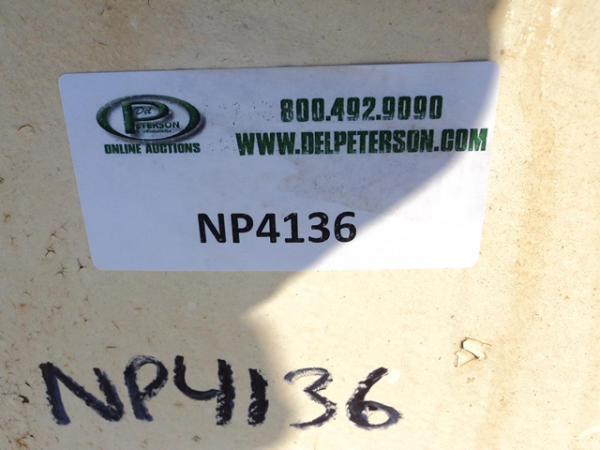 Del
PETERSON
ONLINE AUCTIONS
800.492.9090
WWW.DELPETERSON.COM
NP4136
NP4136